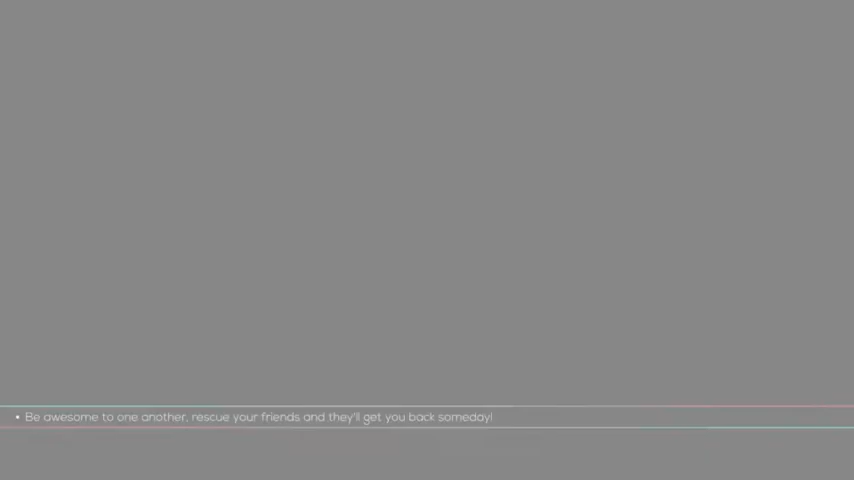 • Be awesome to one another, rescue your friends and they'll get you back someday!